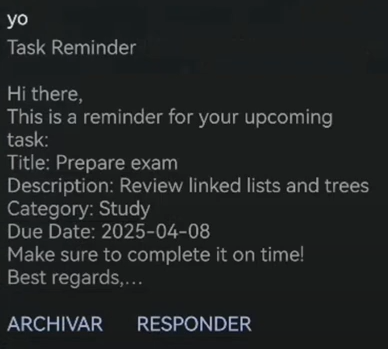 yo
Task Reminder
Hi there,
This is a reminder for your upcoming
task:
Title: Prepare exam
Description: Review linked lists and trees
Category: Study
Due Date: 2025-04-08
Make sure to complete it on time!
Best regards,...
ARCHIVAR RESPONDER